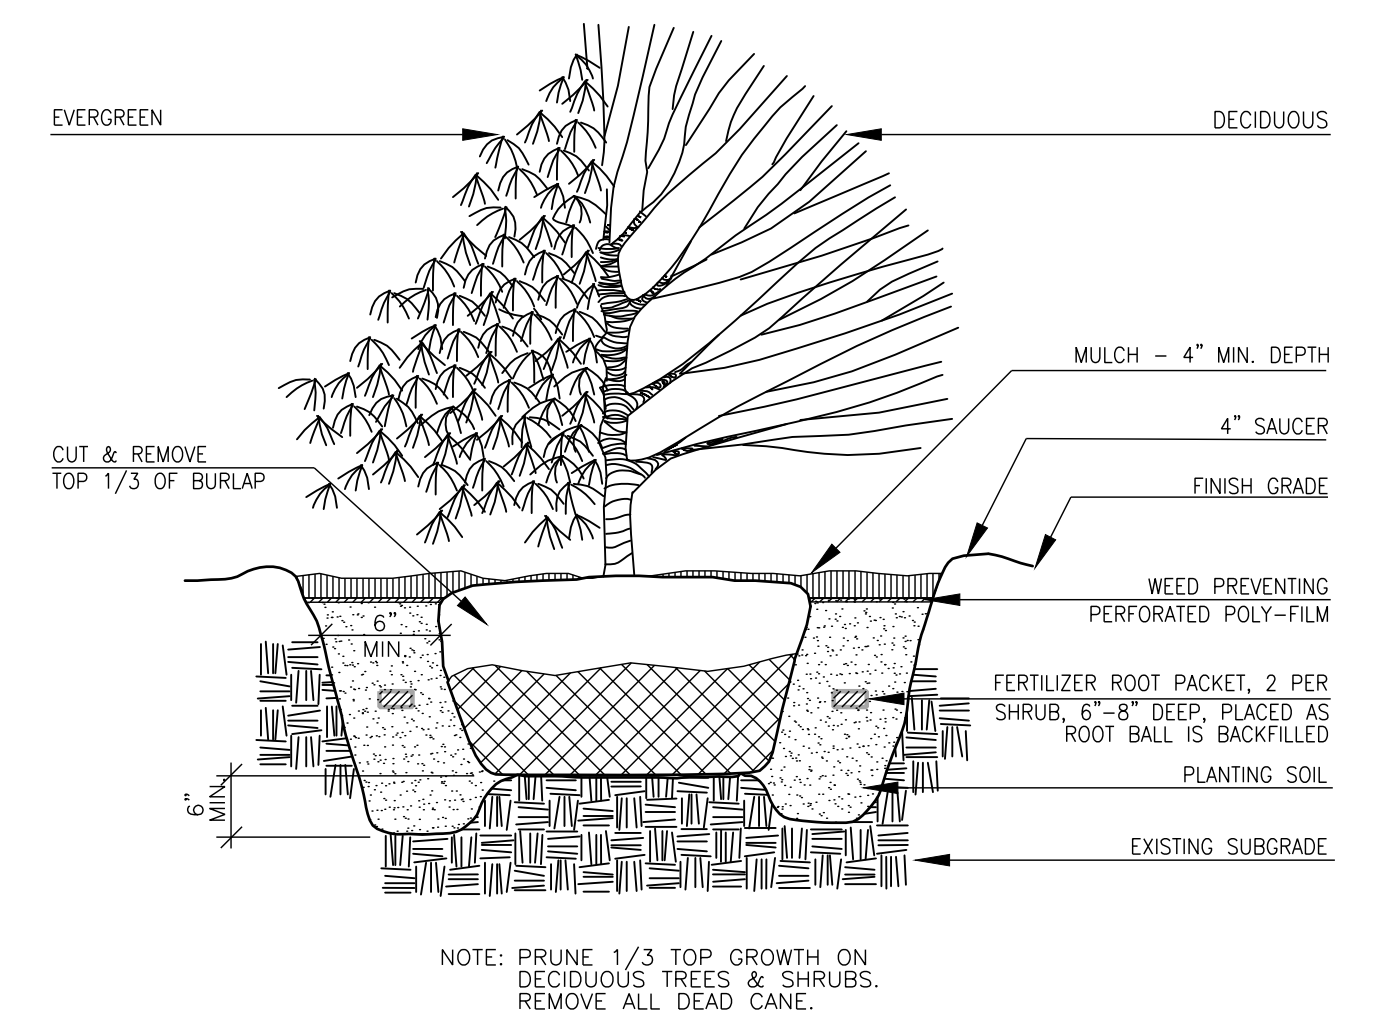 EVERGREEN
DECIDUOUS
MULCH – 4" MIN. DEPTH
4" SAUCER
CUT & REMOVE
TOP 1/3 OF BURLAP
FINISH GRADE
WEED PREVENTING
PERFORATED POLY–FILM
6"
MIN.
FERTILIZER ROOT PACKET, 2 PER
SHRUB, 6"–8" DEEP, PLACED AS
ROOT BALL IS BACKFILLED
PLANTING SOIL
6"
MIN.
EXISTING SUBGRADE
NOTE: PRUNE 1/3 TOP GROWTH ON
DECIDUOUS TREES & SHRUBS.
REMOVE ALL DEAD CANE.